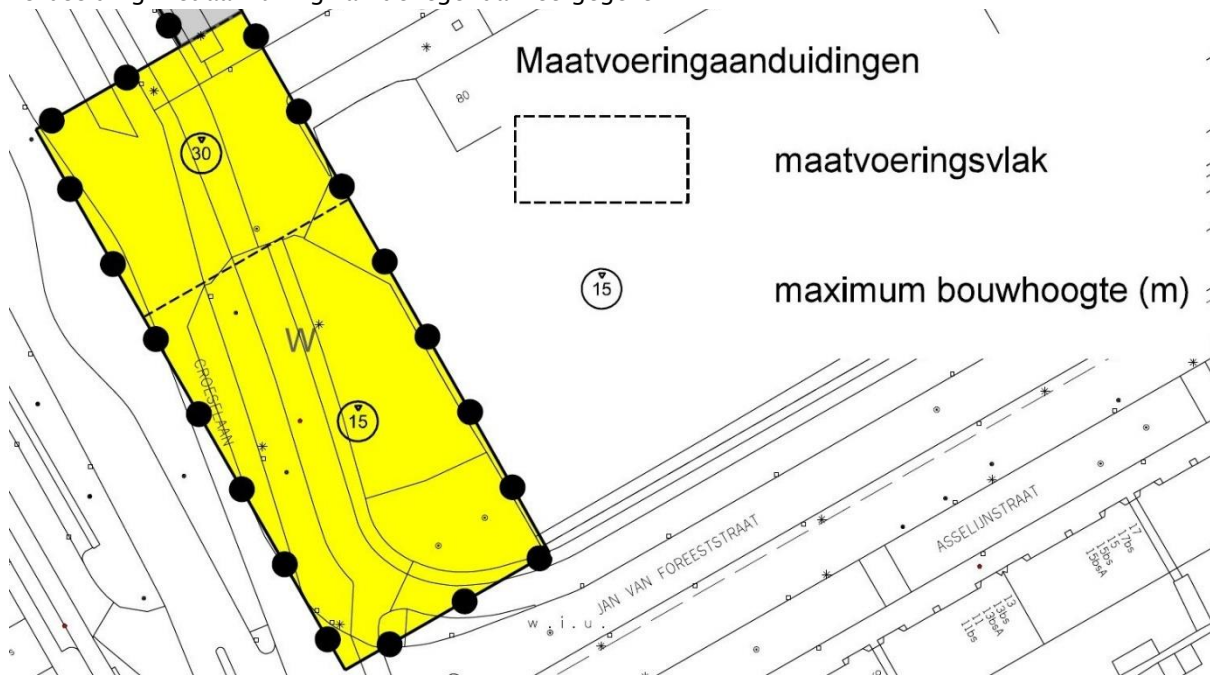 Maatvoeringaanduidingen
80
30
maatvoeringsvlak
15
maximum bouwhoogte (m)
W
CROESELAAN
15
JAN VAN FOREESTSTRAAT
ASSELIJNSTRAAT
w.i.u.
17
17bs
15
15bs
15bsA
13
13bs
13bsA
11
11bs